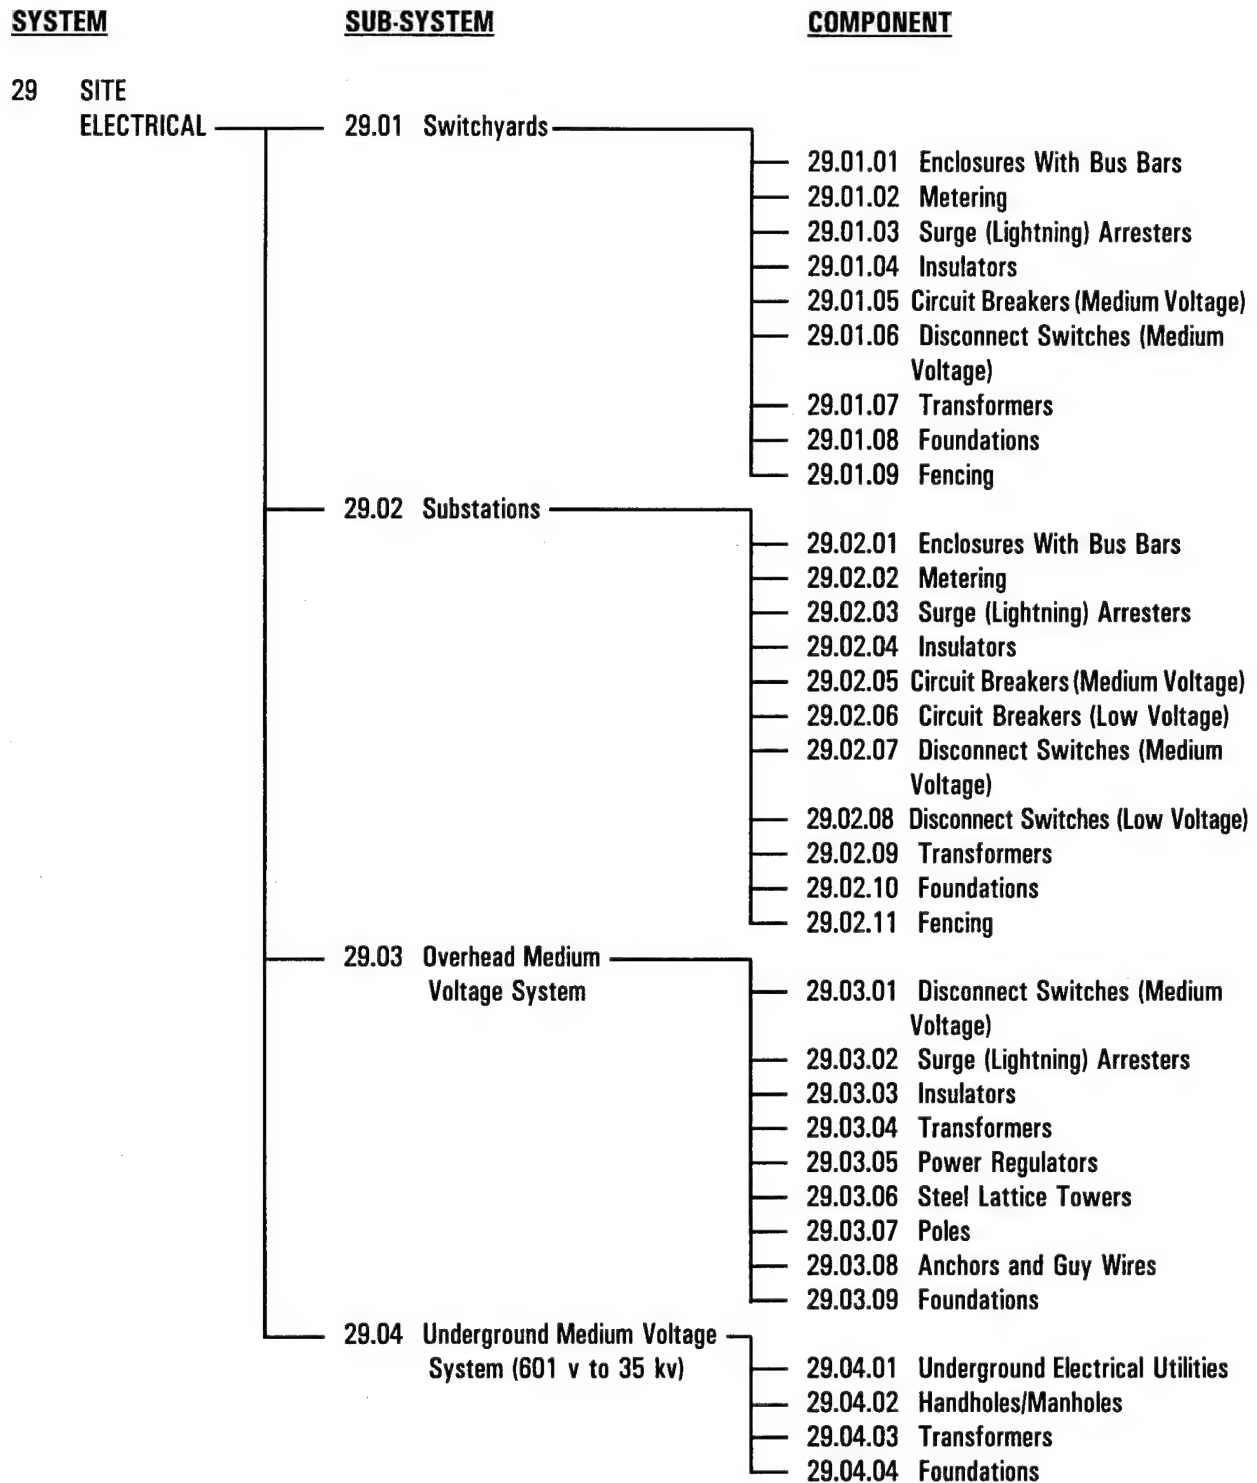 SYSTEM SUB-SYSTEM COMPONENT
29 SITE
ELECTRICAL 29.01 Switchyards
29.01.01 Enclosures With Bus Bars
29.01.02 Metering
29.01.03 Surge (Lightning) Arresters
29.01.04 Insulators
29.01.05 Circuit Breakers (Medium Voltage)
29.01.06 Disconnect Switches (Medium
Voltage)
29.01.07 Transformers
29.01.08 Foundations
29.01.09 Fencing
29.02 Substations
29.02.01 Enclosures With Bus Bars
29.02.02 Metering
29.02.03 Surge (Lightning) Arresters
29.02.04 Insulators
29.02.05 Circuit Breakers (Medium Voltage)
29.02.06 Circuit Breakers (Low Voltage)
29.02.07 Disconnect Switches (Medium
Voltage)
29.02.08 Disconnect Switches (Low Voltage)
29.02.09 Transformers
29.02.10 Foundations
29.02.11 Fencing
29.03 Overhead Medium
Voltage System
29.03.01 Disconnect Switches (Medium
Voltage)
29.03.02 Surge (Lightning) Arresters
29.03.03 Insulators
29.03.04 Transformers
29.03.05 Power Regulators
29.03.06 Steel Lattice Towers
29.03.07 Poles
29.03.08 Anchors and Guy Wires
29.03.09 Foundations
29.04 Underground Medium Voltage
System (601 v to 35 kv)
29.04.01 Underground Electrical Utilities
29.04.02 Handholes/Manholes
29.04.03 Transformers
29.04.04 Foundations